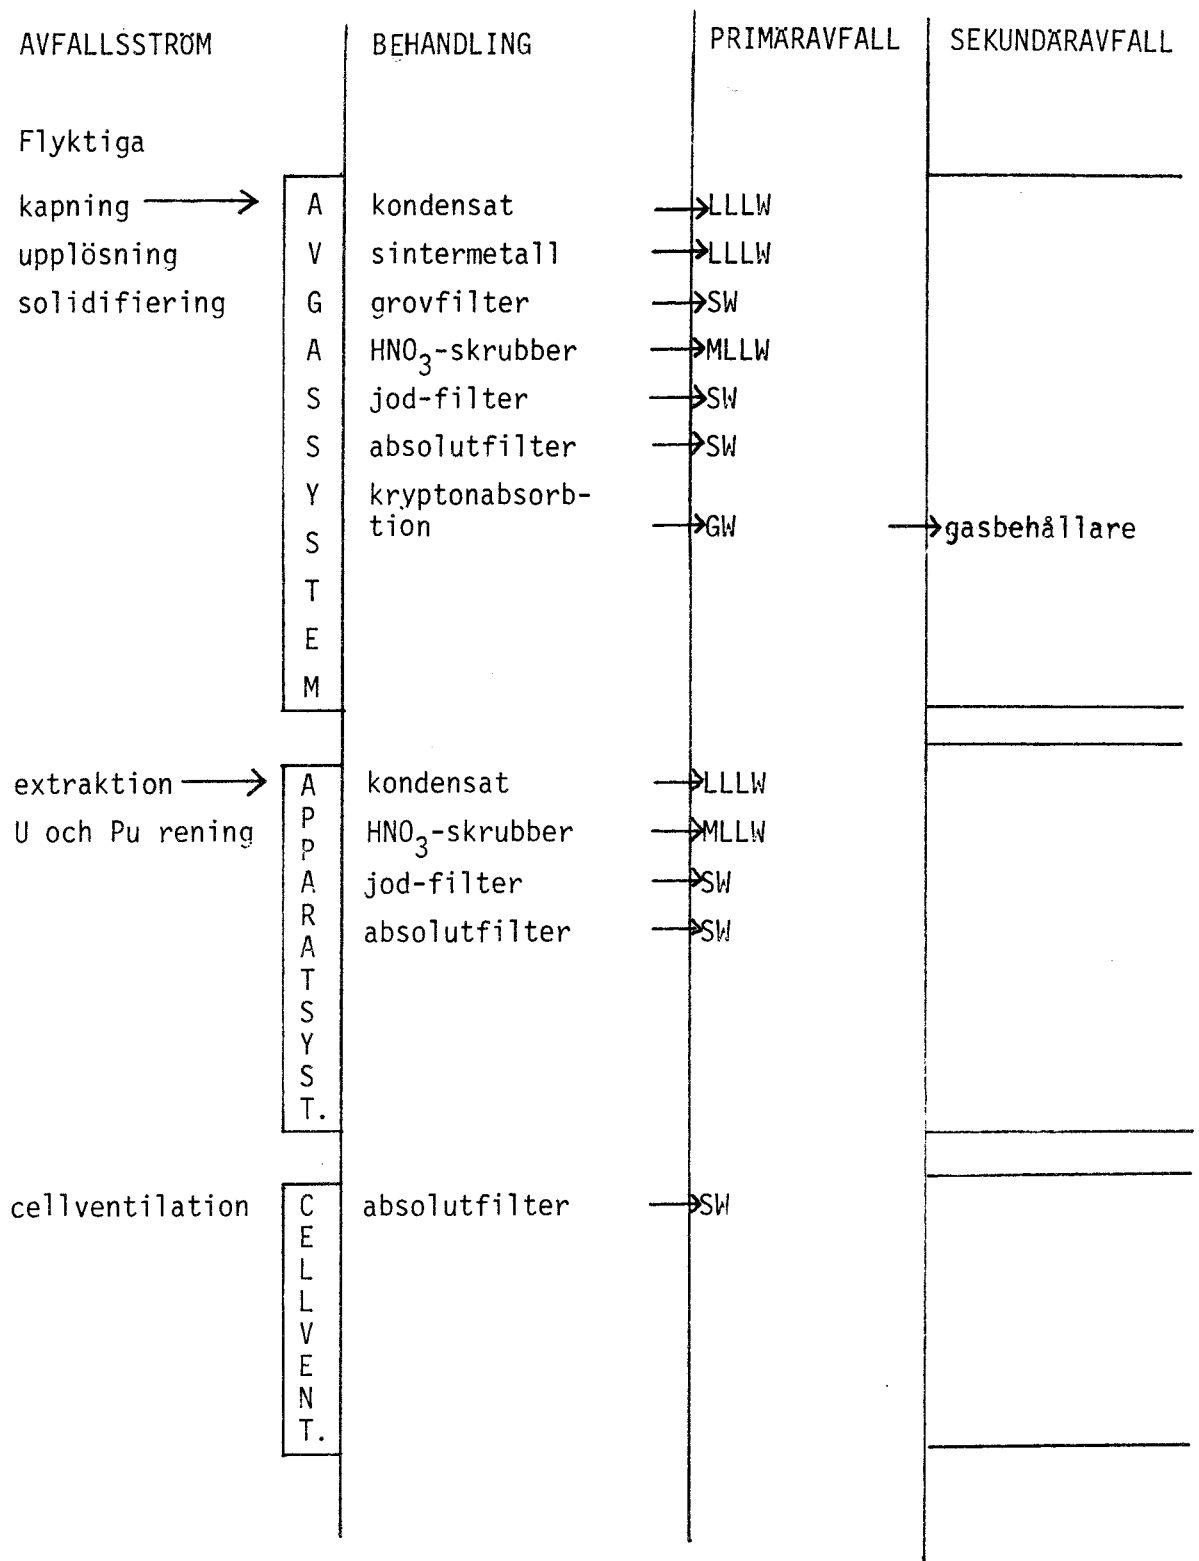 AVFALLSSTRÖM BEHANDLING PRIMÄRAVFALL SEKUNDÄRAVFALL
Flyktiga
kapning kondensat LLLW
upplösning sintermetall LLLW
solidifiering grovfilter SW
HNO3-skrubber MLLW
jod-filter SW
absolutfilter SW
kryptonabsorb-
tion GW gasbehållare
AVGASSYSTEM
extraktion kondensat LLLW
U och Pu rening HNO3-skrubber MLLW
jod-filter SW
absolutfilter SW
APPARATSYST.
cellventilation absolutfilter SW
CELLVENT.